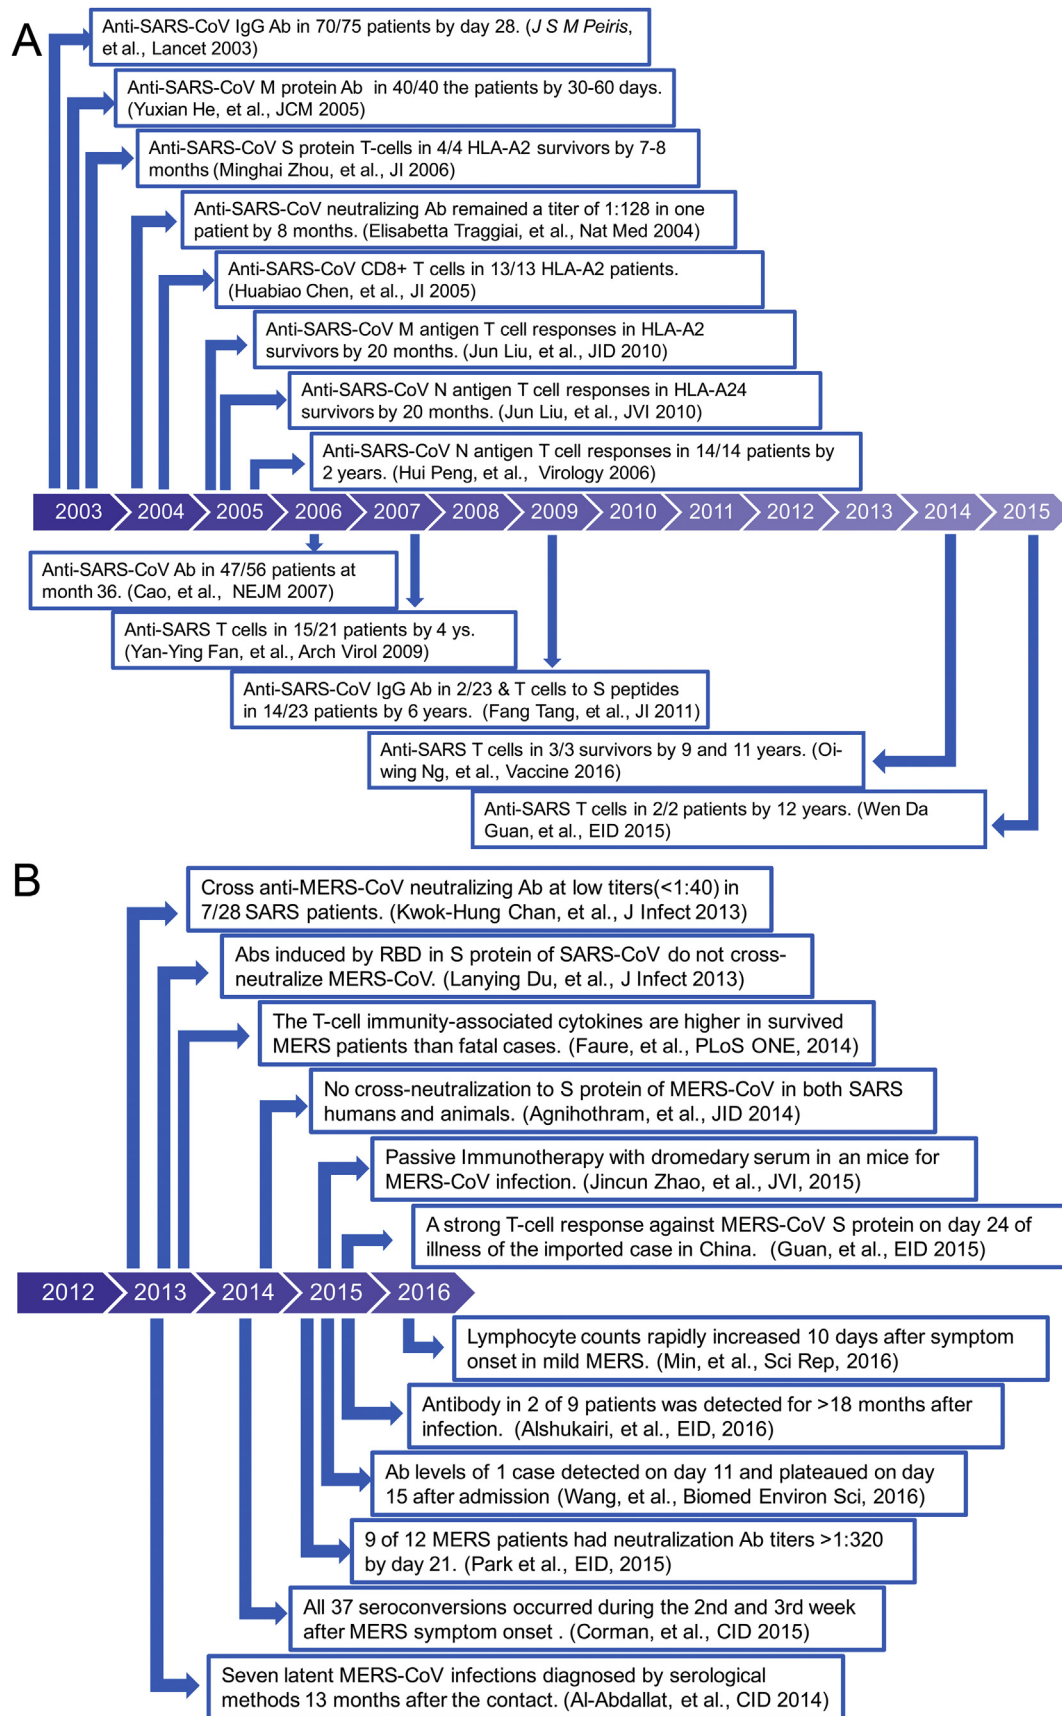 A
Anti-SARS-CoV IgG Ab in 70/75 patients by day 28. (J S M Peiris,
et al., Lancet 2003)
Anti-SARS-CoV M protein Ab in 40/40 the patients by 30-60 days.
(Yuxian He, et al., JCM 2005)
Anti-SARS-CoV S protein T-cells in 4/4 HLA-A2 survivors by 7-8
months (Minghai Zhou, et al., JI 2006)
Anti-SARS-CoV neutralizing Ab remained a titer of 1:128 in one
patient by 8 months. (Elisabetta Traggiai, et al., Nat Med 2004)
Anti-SARS-CoV CD8+ T cells in 13/13 HLA-A2 patients.
(Huabiao Chen, et al., JI 2005)
Anti-SARS-CoV M antigen T cell responses in HLA-A2
survivors by 20 months. (Jun Liu, et al., JID 2010)
Anti-SARS-CoV N antigen T cell responses in HLA-A24
survivors by 20 months. (Jun Liu, et al., JVI 2010)
Anti-SARS-CoV N antigen T cell responses in 14/14 patients by
2 years. (Hui Peng, et al., Virology 2006)
2003 2004 2005 2006 2007 2008 2009 2010 2011 2012 2013 2014 2015
Anti-SARS-CoV Ab in 47/56 patients at
month 36. (Cao, et al., NEJM 2007)
Anti-SARS T cells in 15/21 patients by 4 ys.
(Yan-Ying Fan, et al., Arch Virol 2009)
Anti-SARS-CoV IgG Ab in 2/23 & T cells to S peptides
in 14/23 patients by 6 years. (Fang Tang, et al., JI 2011)
Anti-SARS T cells in 3/3 survivors by 9 and 11 years. (Oi-
wing Ng, et al., Vaccine 2016)
Anti-SARS T cells in 2/2 patients by 12 years. (Wen Da
Guan, et al., EID 2015)
B
Cross anti-MERS-CoV neutralizing Ab at low titers(<1:40) in
7/28 SARS patients. (Kwok-Hung Chan, et al., J Infect 2013)
Abs induced by RBD in S protein of SARS-CoV do not cross-
neutralize MERS-CoV. (Lanying Du, et al., J Infect 2013)
The T-cell immunity-associated cytokines are higher in survived
MERS patients than fatal cases. (Faure, et al., PLoS ONE, 2014)
No cross-neutralization to S protein of MERS-CoV in both SARS
humans and animals. (Agnihothram, et al., JID 2014)
Passive Immunotherapy with dromedary serum in an mice for
MERS-CoV infection. (Jincun Zhao, et al., JVI, 2015)
A strong T-cell response against MERS-CoV S protein on day 24 of
illness of the imported case in China. (Guan, et al., EID 2015)
2012 2013 2014 2015 2016
Lymphocyte counts rapidly increased 10 days after symptom
onset in mild MERS. (Min, et al., Sci Rep, 2016)
Antibody in 2 of 9 patients was detected for >18 months after
infection. (Alshukairi, et al., EID, 2016)
Ab levels of 1 case detected on day 11 and plateaued on day
15 after admission (Wang, et al., Biomed Environ Sci, 2016)
9 of 12 MERS patients had neutralization Ab titers >1:320
by day 21. (Park et al., EID, 2015)
All 37 seroconversions occurred during the 2nd and 3rd week
after MERS symptom onset . (Corman, et al., CID 2015)
Seven latent MERS-CoV infections diagnosed by serological
methods 13 months after the contact. (Al-Abdallat, et al., CID 2014)